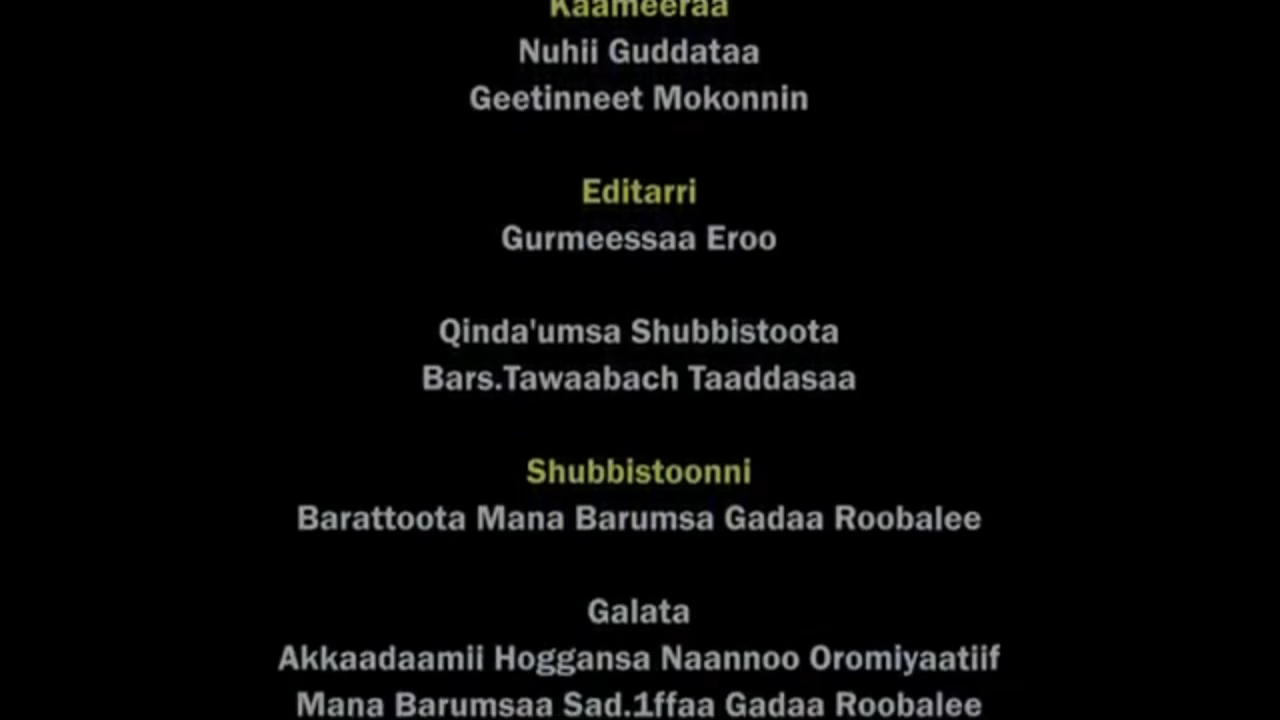 Kaameeraa
Nuhii Guddataa
Geetinneet Mokonnin
Editarri
Gurmeessaa Eroo
Qinda'umsa Shubbistoota
Bars.Tawaabach Taaddasaa
Shubbistoonni
Barattoota Mana Barumsa Gadaa Roobalee
Galata
Akkaadaamii Hoggansa Naannoo Oromiyaatiif
Mana Barumsaa Sad.1ffaa Gadaa Roobalee